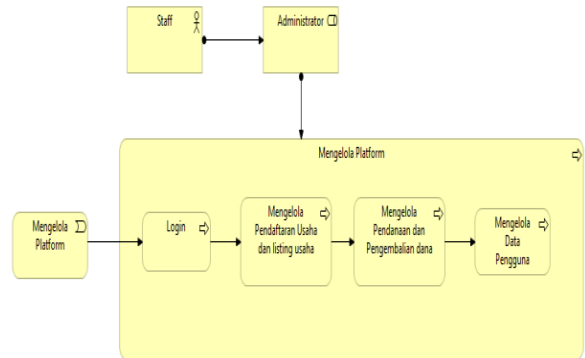 Staff
Administrator
Mengelola Platform
Mengelola
Platform
Login
Mengelola
Pendaftaran Usaha
dan listing usaha
Mengelola
Pendanaan dan
Pengembalian dana
Mengelola
Data
Pengguna